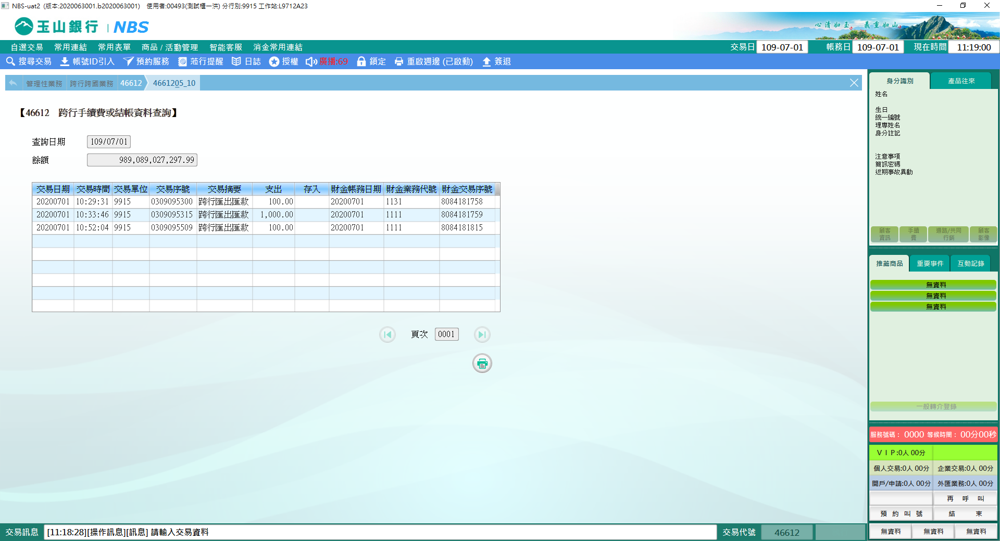 NBS-uat2 (版本:2020063001.b2020063001) 使用者:00493(測試櫃一洪) 分行別:9915 工作站:L9712A23
玉山銀行 | NBS
心清如玉。 義重如山。
自選交易 常用連結 常用表單 商品 / 活動管理 智能客服 消金常用連結 交易日 109-07-01 帳務日 109-07-01 現在時間 11:19:00
搜尋交易 帳號ID引入 預約服務 蒞行提醒 日誌 授權 廣播:69 鎖定 重啟週邊 (已啟動) 簽退
管理性業務 跨行跨國業務 46612 4661205_10
【46612 跨行手續費或結帳資料查詢】
查詢日期 109/07/01
餘額 989,089,027,297.99
交易日期 交易時間 交易單位 交易序號 交易摘要 支出 存入 財金帳務日期 財金業務代號 財金交易序號
20200701 10:29:31 9915 0309095300 跨行匯出匯款 100.00 20200701 1131 8084181758
20200701 10:33:46 9915 0309095315 跨行匯出匯款 1,000.00 20200701 1111 8084181759
20200701 10:52:04 9915 0309095509 跨行匯出匯款 100.00 20200701 1111 8084181815
頁次 0001
身分識別 產品往來
姓名
生日
統一編號
理專姓名
身分註記
注意事項
簡訊密碼
近期事故異動
顧客資訊 手續費 通路/共同行銷 顧客影像
推薦商品 重要事件 互動記錄
無資料
無資料
無資料
一般轉介登錄
服務號碼： 0000 等候時間： 00分00秒
ＶＩＰ:0人 00分
個人交易:0人 00分 企業交易:0人 00分
開戶/申請:0人 00分 外匯業務:0人 00分
再 呼 叫
預 約 叫 號 結 束
無資料 無資料 無資料
交易訊息 [11:18:28][操作訊息][訊息] 請輸入交易資料 交易代號 46612